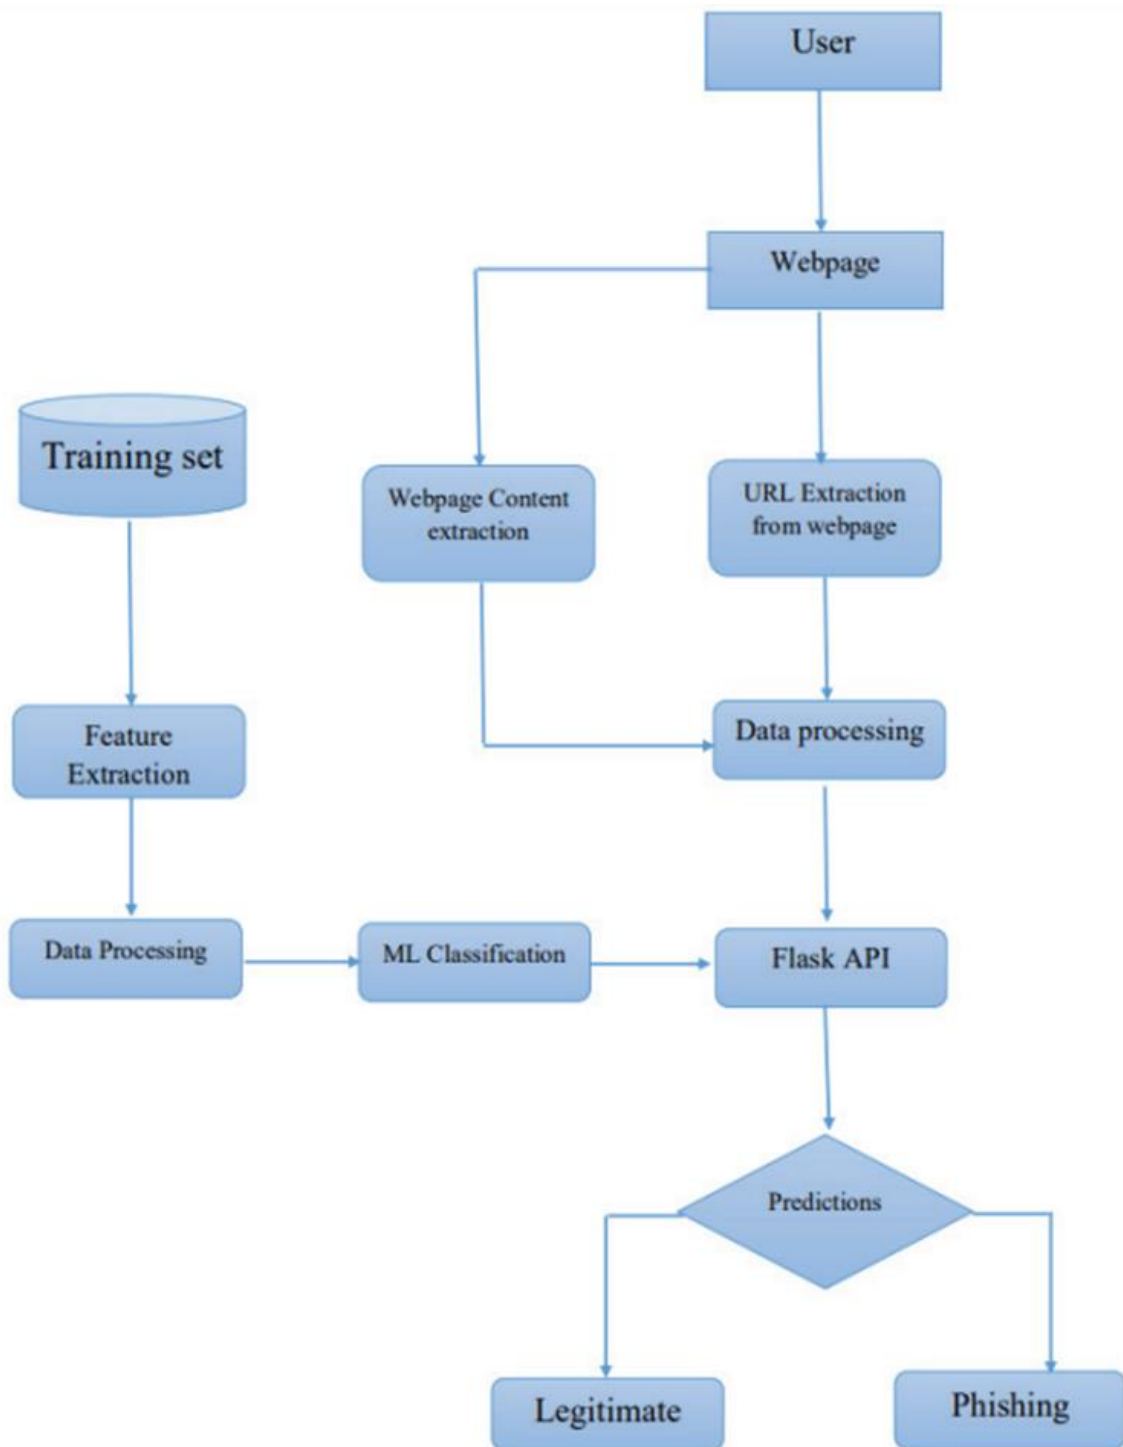 User
Webpage
Training set
Webpage Content
extraction
URL Extraction
from webpage
Feature
Extraction
Data processing
Data Processing
ML Classification
Flask API
Predictions
Legitimate
Phishing